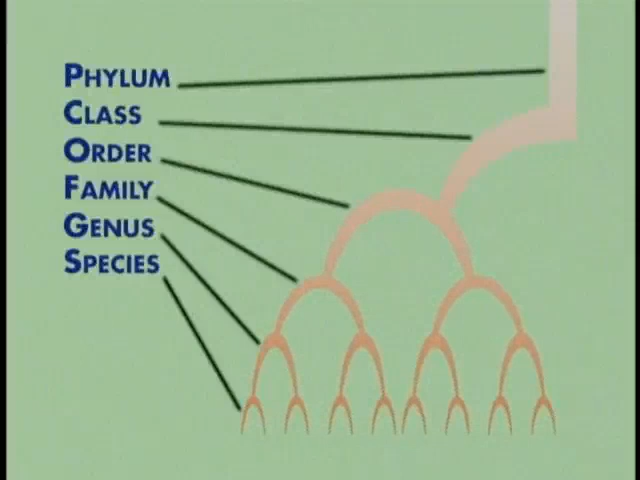 PHYLUM
CLASS
ORDER
FAMILY
GENUS
SPECIES